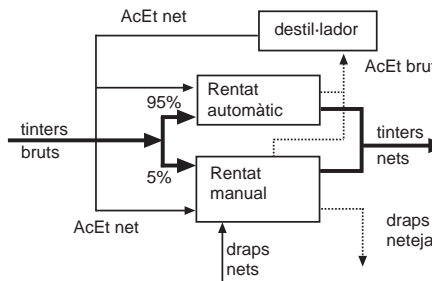 AcEt net
destil·lador
AcEt brut
Rentat
automàtic
95%
tinters
bruts
tinters
nets
5%
Rentat
manual
AcEt net
draps
neteja
draps
nets